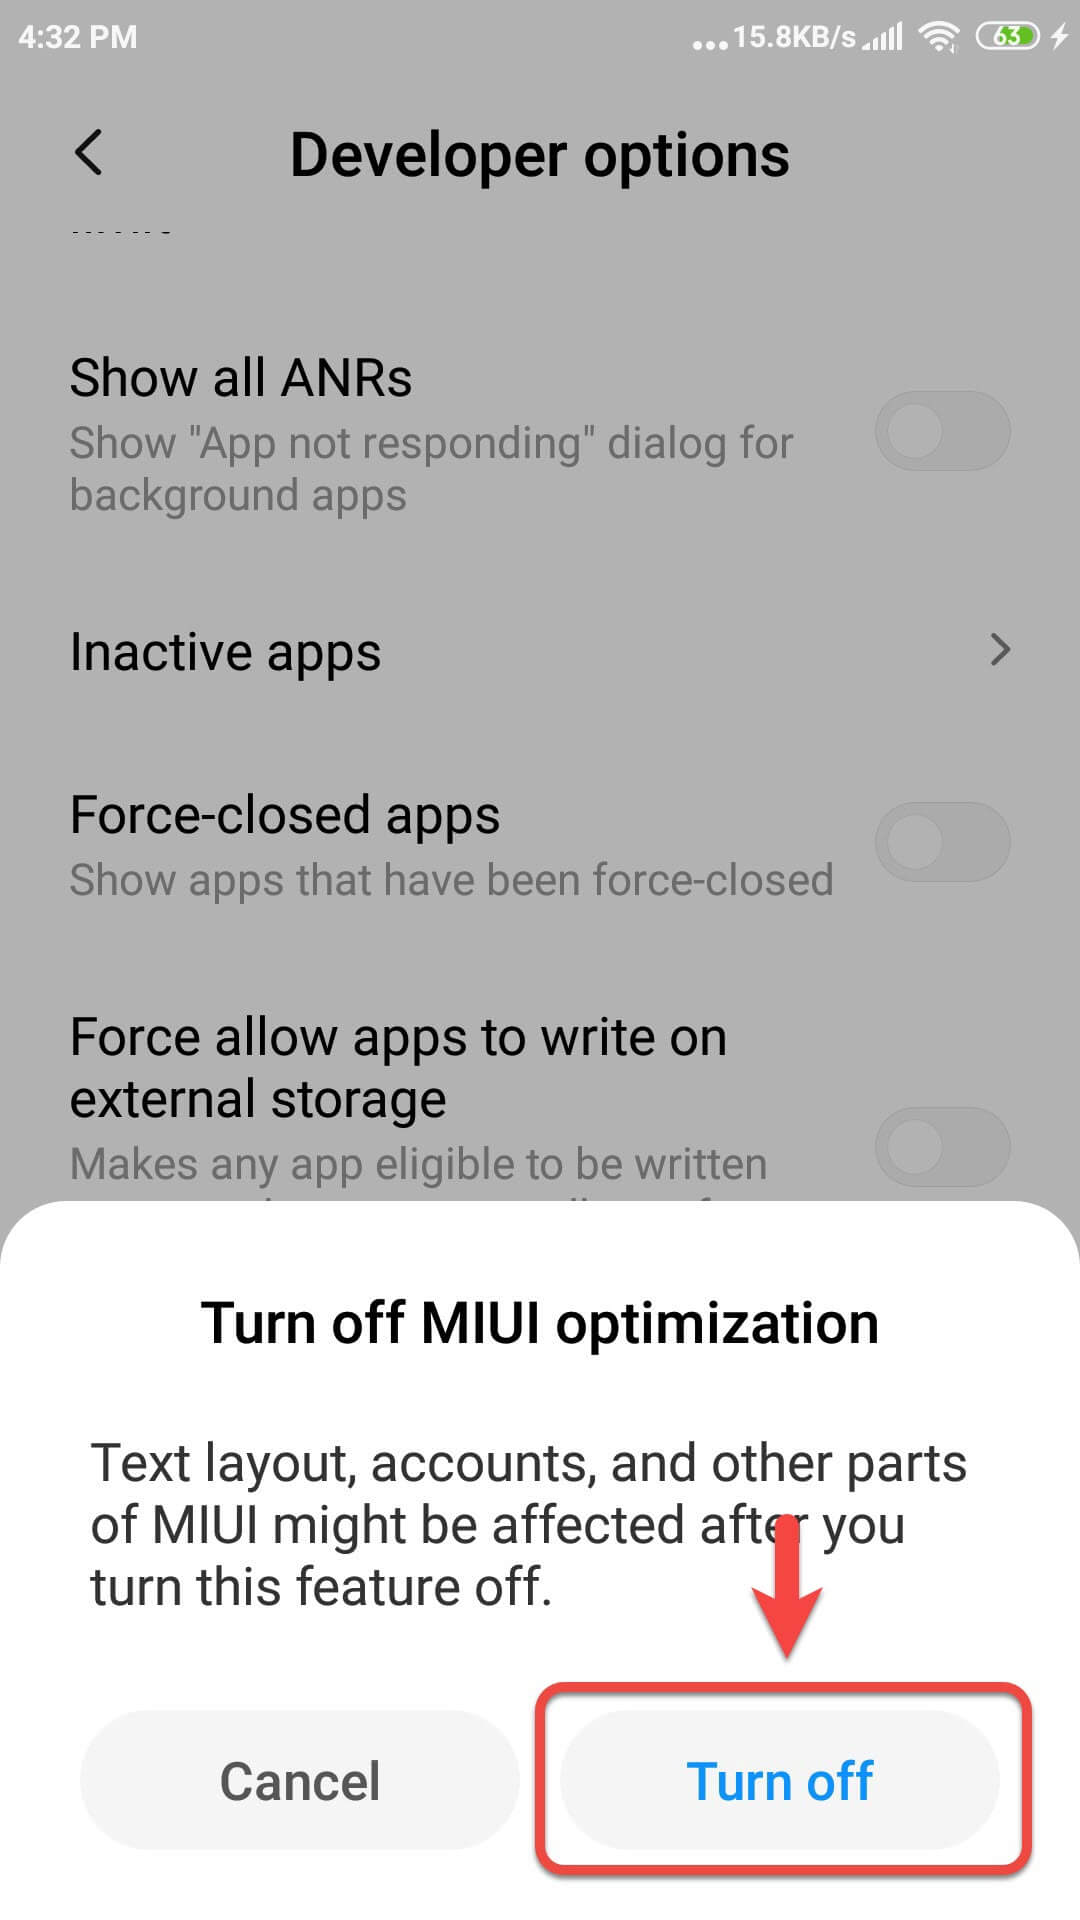 4:32 PM
...15.8KB/s
63
Developer options
Show all ANRs
Show "App not responding" dialog for
background apps
Inactive apps
Force-closed apps
Show apps that have been force-closed
Force allow apps to write on
external storage
Makes any app eligible to be written
Turn off MIUI optimization
Text layout, accounts, and other parts
of MIUI might be affected after you
turn this feature off.
Cancel
Turn off